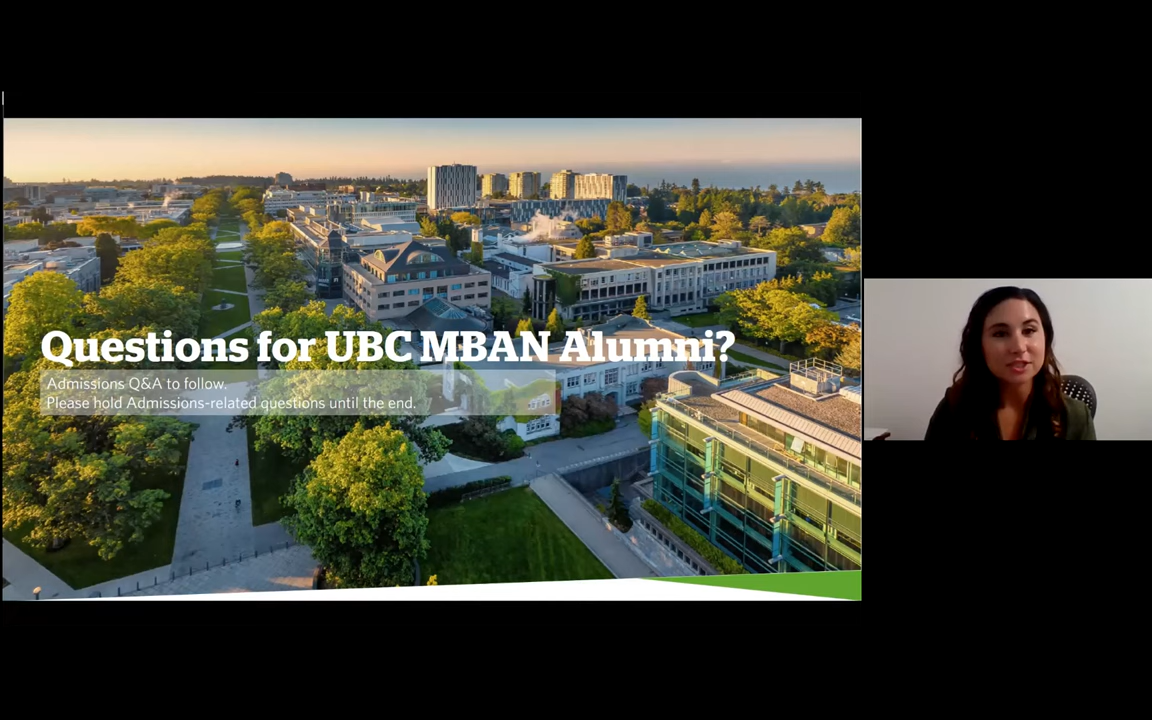 Questions for UBC MBAN Alumni?
Admissions Q&A to follow.
Please hold Admissions-related questions until the end.